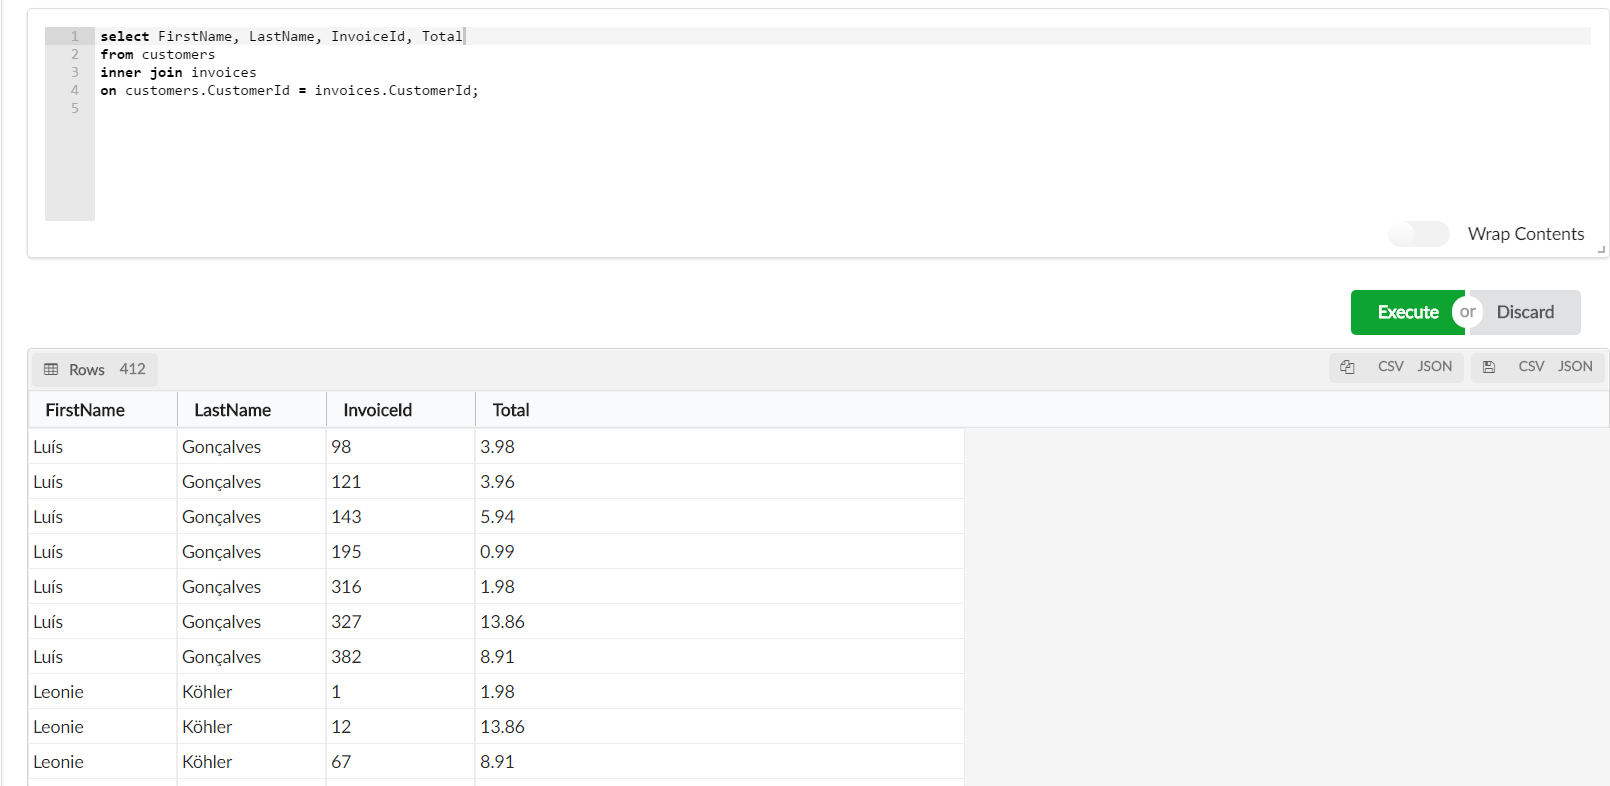 1 select FirstName, LastName, InvoiceId, Total
2 from customers
3 inner join invoices
4 on customers.CustomerId = invoices.CustomerId;
5
Wrap Contents
Execute or Discard
Rows 412 CSV JSON CSV JSON
FirstName LastName InvoiceId Total
Luís Gonçalves 98 3.98
Luís Gonçalves 121 3.96
Luís Gonçalves 143 5.94
Luís Gonçalves 195 0.99
Luís Gonçalves 316 1.98
Luís Gonçalves 327 13.86
Luís Gonçalves 382 8.91
Leonie Köhler 1 1.98
Leonie Köhler 12 13.86
Leonie Köhler 67 8.91